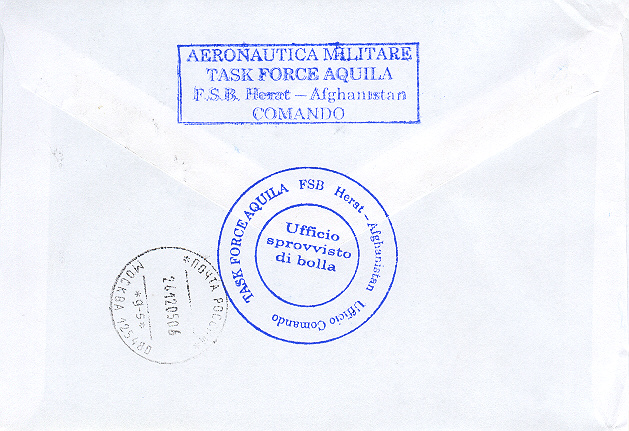 AERONAUTICA MILITARE
TASK FORCE AQUILA
F.S.B. Herat – Afghanistan
COMANDO
TASK FORCE AQUILA FSB Herat – Afghanistan Ufficio Comando
Ufficio
sprovvisto
di bolla
*ПОЧТА РОССИИ*
МОСКВА